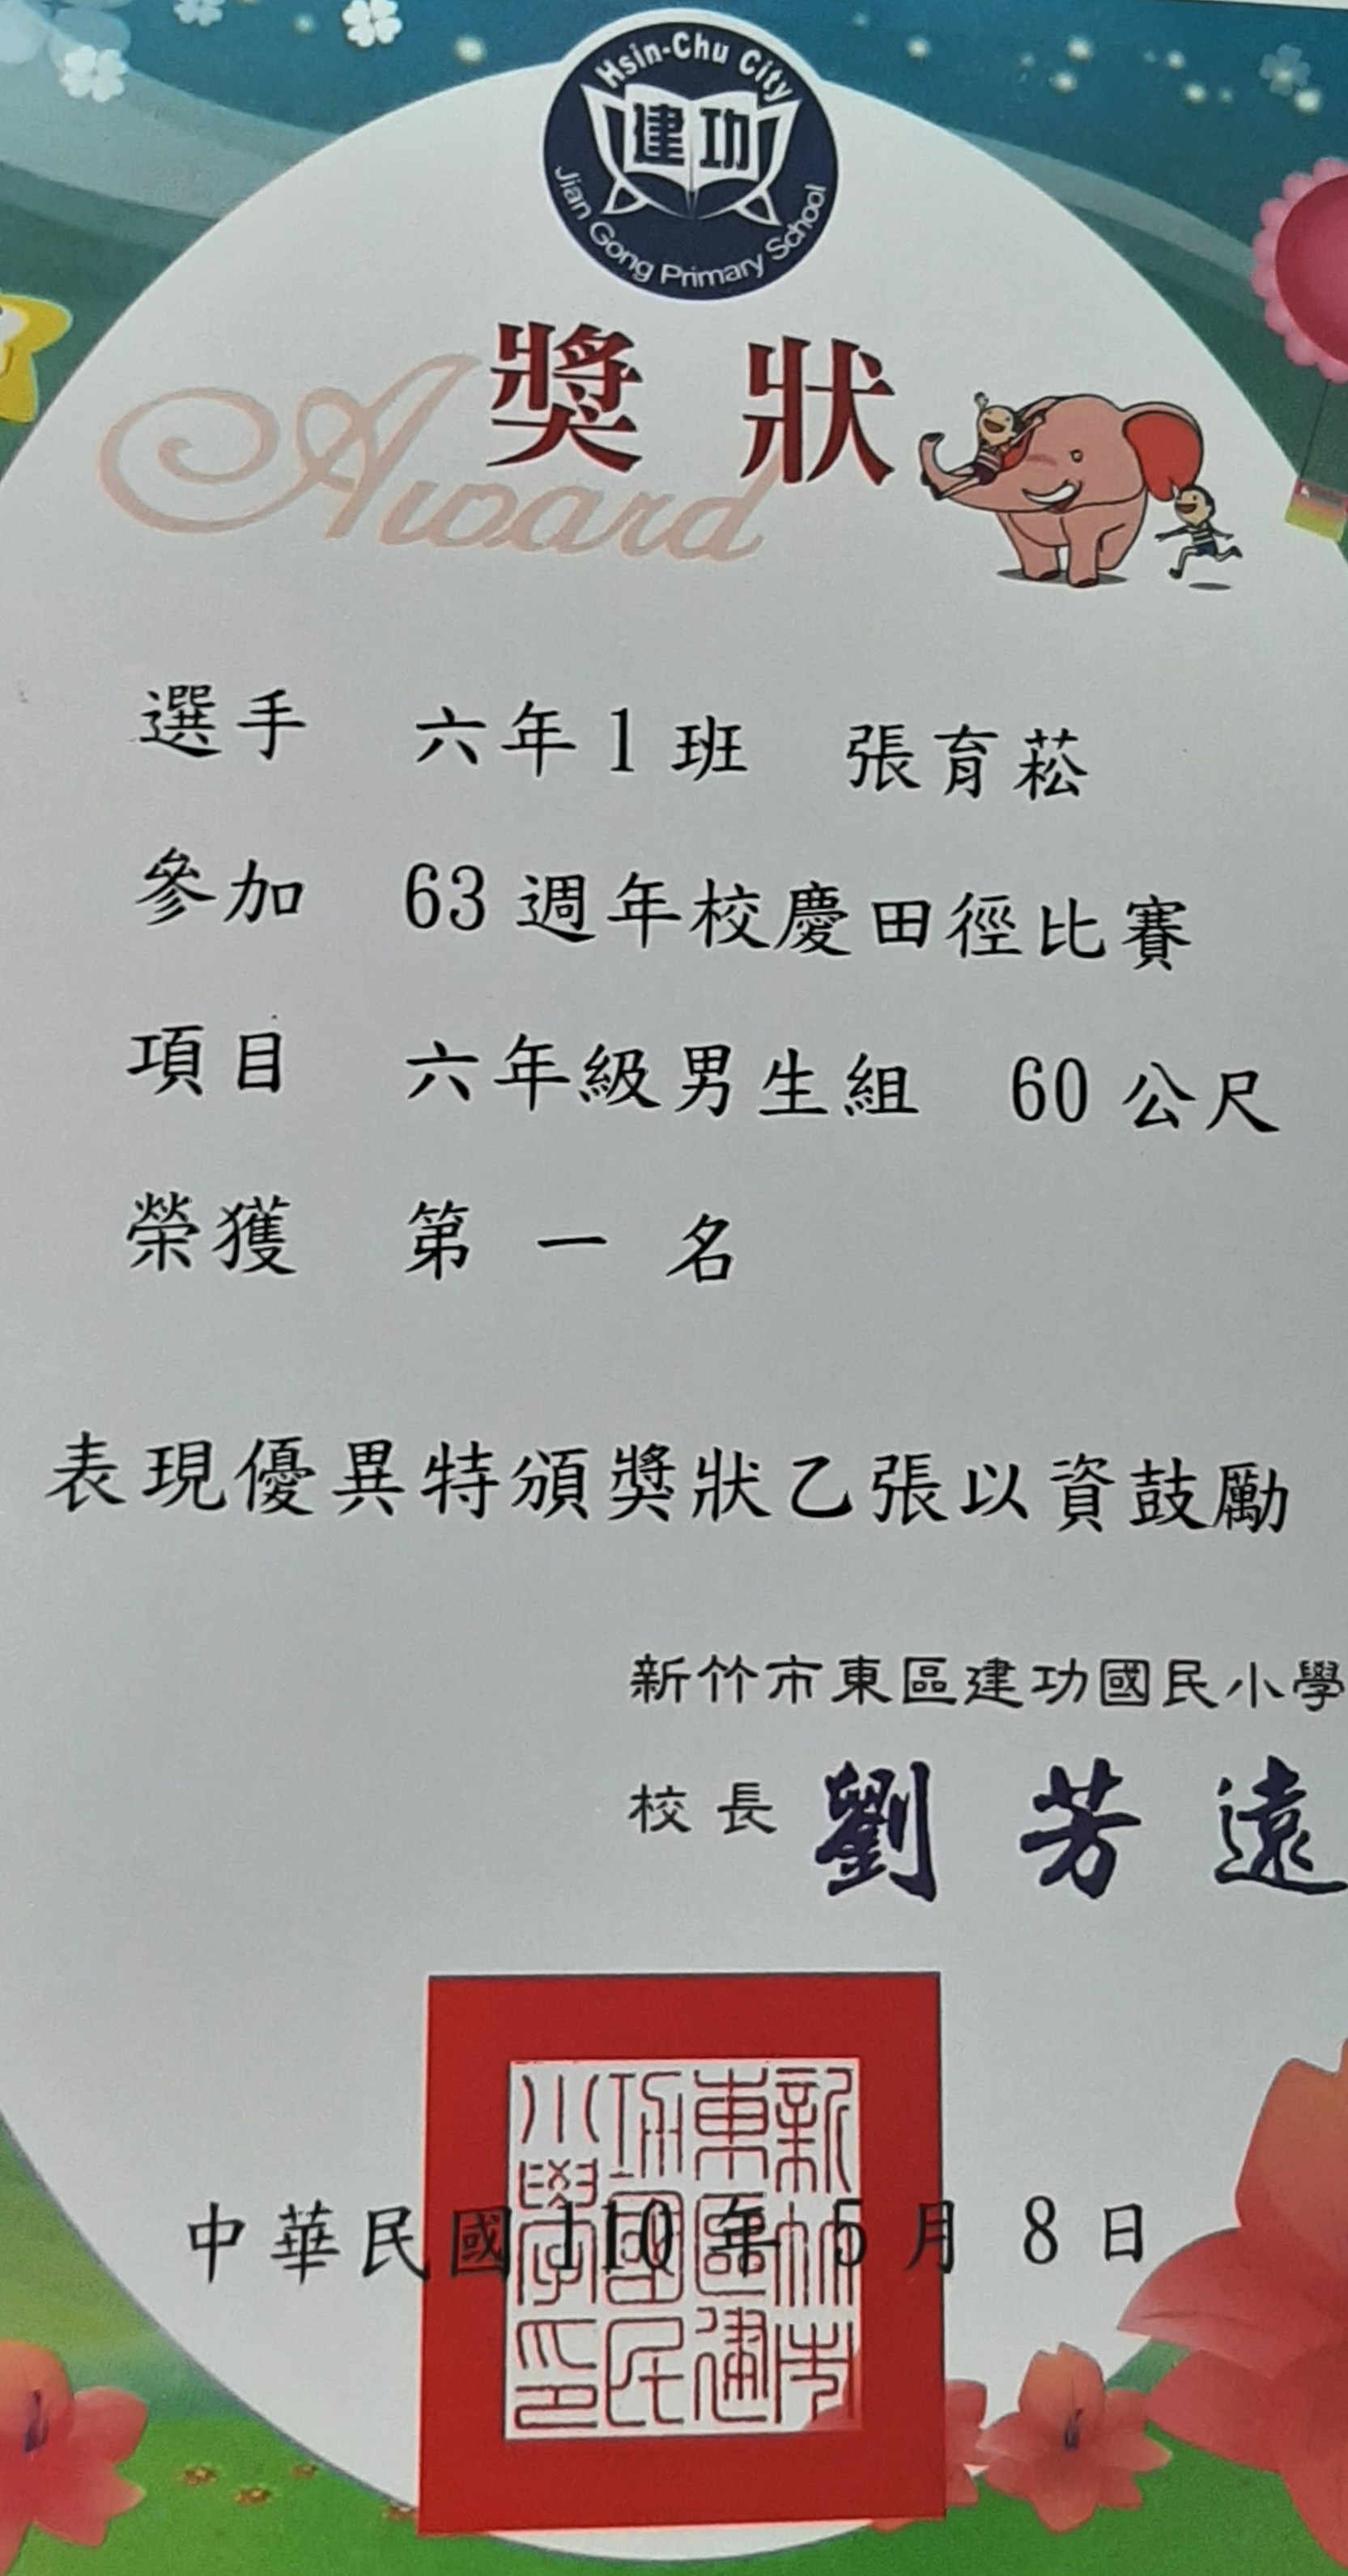 Hsin-Chu City
建功
Jian Gong Primary School
獎狀
Award
選手 六年1班 張育菘
參加 63週年校慶田徑比賽
項目 六年級男生組 60公尺
榮獲 第一名
表現優異特頒獎狀乙張以資鼓勵
新竹市東區建功國民小學
校長 劉芳遠
新竹市
東區建
功國民
小學印
中華民國110年5月8日